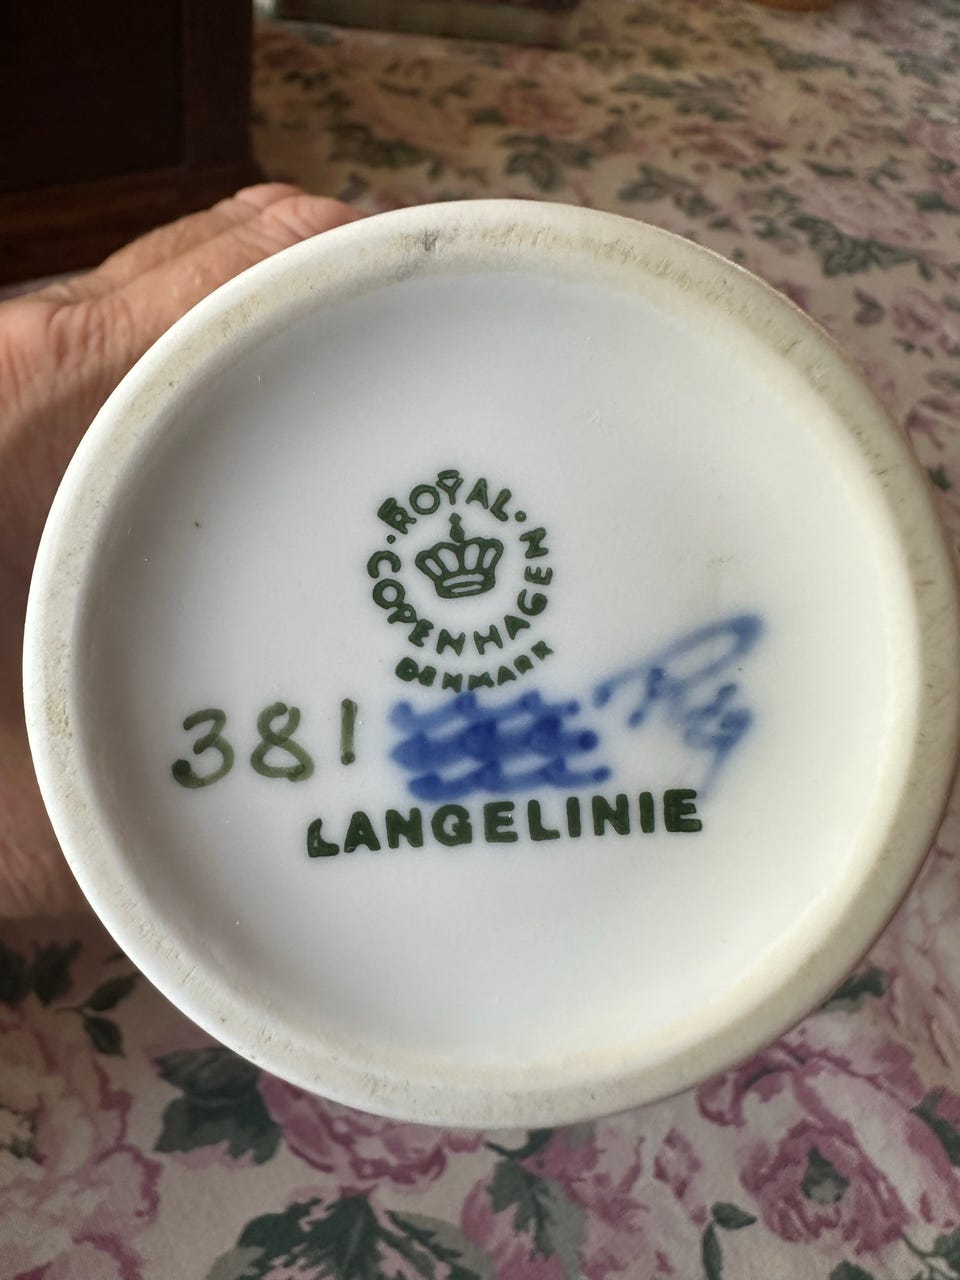 ROYAL
COPENHAGEN
DENMARK
381
LANGELINIE